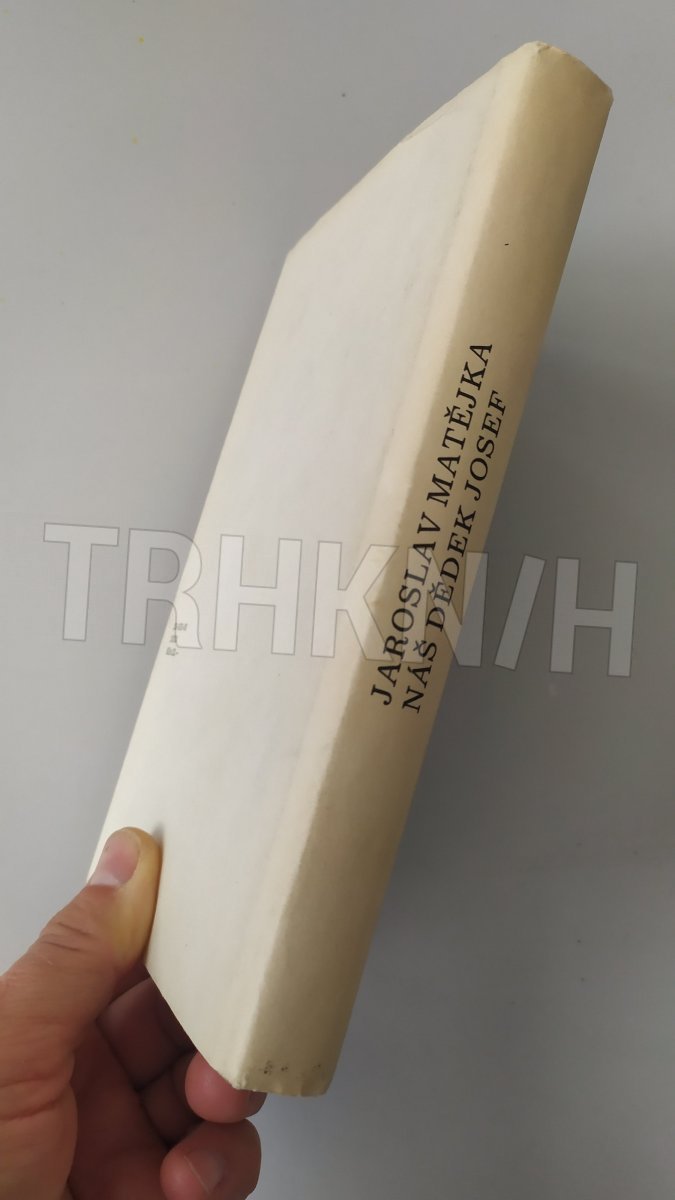 JAROSLAV MATĚJKA
NÁŠ DĚDEK JOSEF
TRHKNIH